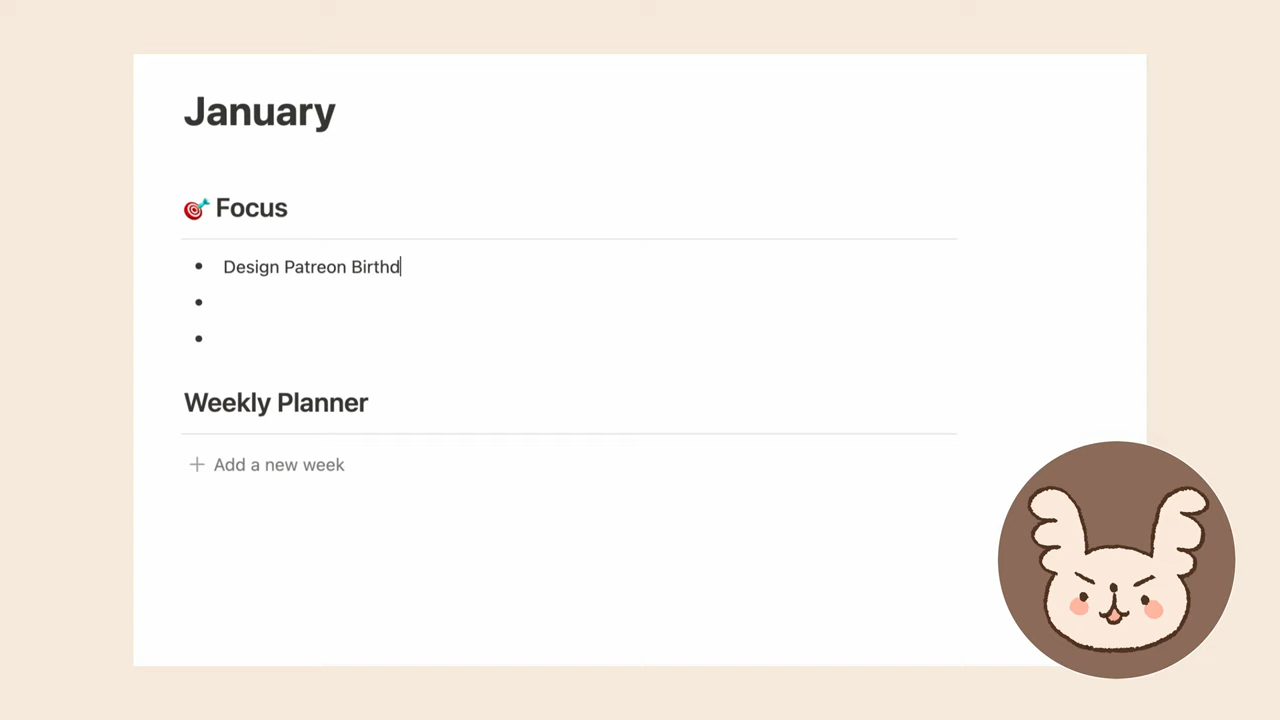 January
🎯 Focus
• Design Patreon Birthd
•
•
Weekly Planner
+ Add a new week